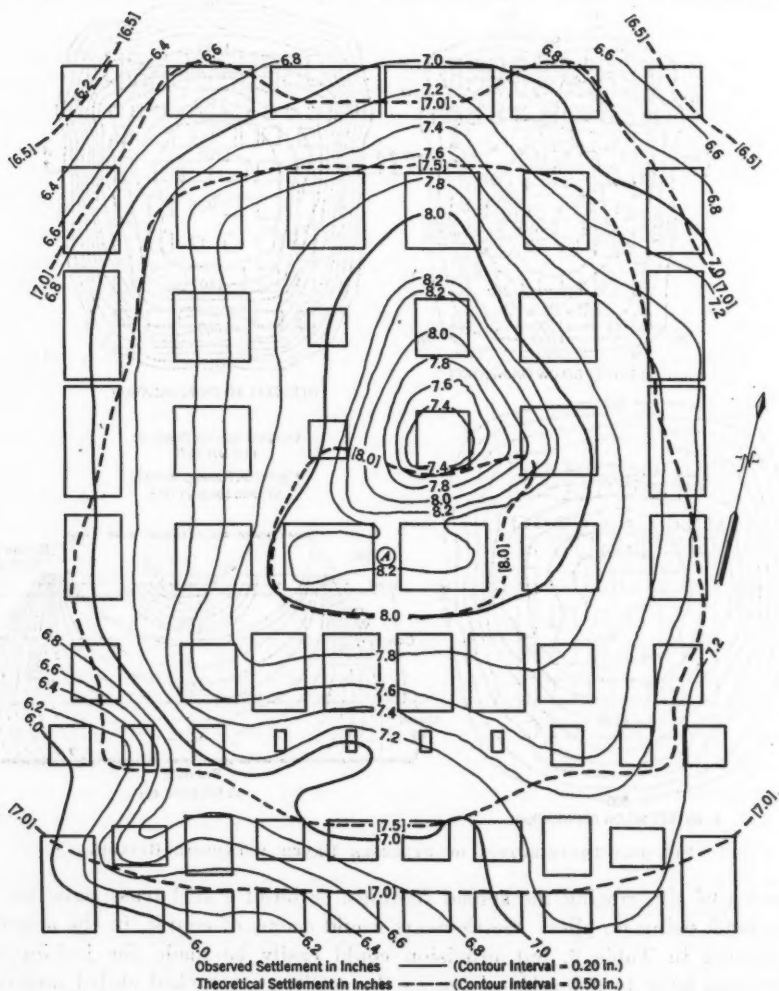 [6.5] [6.5]
6.4 6.6 6.8 7.0 6.8 6.6
6.2
7.2
[7.0]
[6.5] 7.4 6.6 [6.5]
7.6
6.4 [7.5]
7.8 6.8
6.6 8.0
[7.0] 7.0 [7.0]
6.8 7.2
8.2
8.2
8.0
7.8
7.6
7.4
N
[8.0]
7.4
7.8
8.0
8.2
A [8.0]
8.2
8.0
6.8 7.8 7.2
6.6
6.4 7.6
6.2 7.4
6.0 7.2
[7.0] [7.5] [7.0]
7.0
[7.0]
6.0 6.2 6.4 6.6 6.8 7.0
Observed Settlement in Inches (Contour Interval = 0.20 in.)
Theoretical Settlement in Inches (Contour Interval = 0.50 in.)